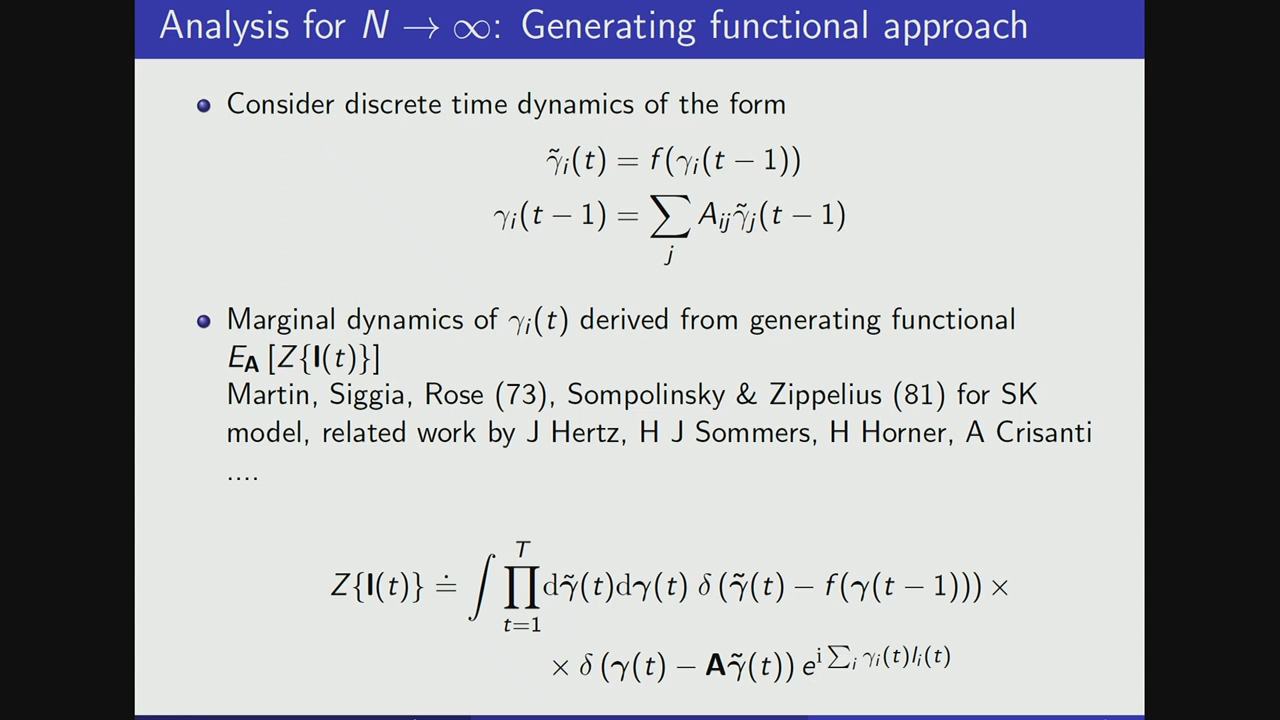 Analysis for N → ∞: Generating functional approach
Consider discrete time dynamics of the form
γ̃ᵢ(t) = f(γᵢ(t − 1))
γᵢ(t − 1) = ∑ⱼ Aᵢⱼγ̃ⱼ(t − 1)
Marginal dynamics of γᵢ(t) derived from generating functional
E_A [Z{l(t)}]
Martin, Siggia, Rose (73), Sompolinsky & Zippelius (81) for SK
model, related work by J Hertz, H J Sommers, H Horner, A Crisanti
....
Z{l(t)} ≐ ∫ ∏_{t=1}^{T} dγ̃(t)dγ(t) δ (γ̃(t) − f(γ(t − 1))) ×
× δ (γ(t) − Aγ̃(t)) e^{i ∑ᵢ γᵢ(t)lᵢ(t)}